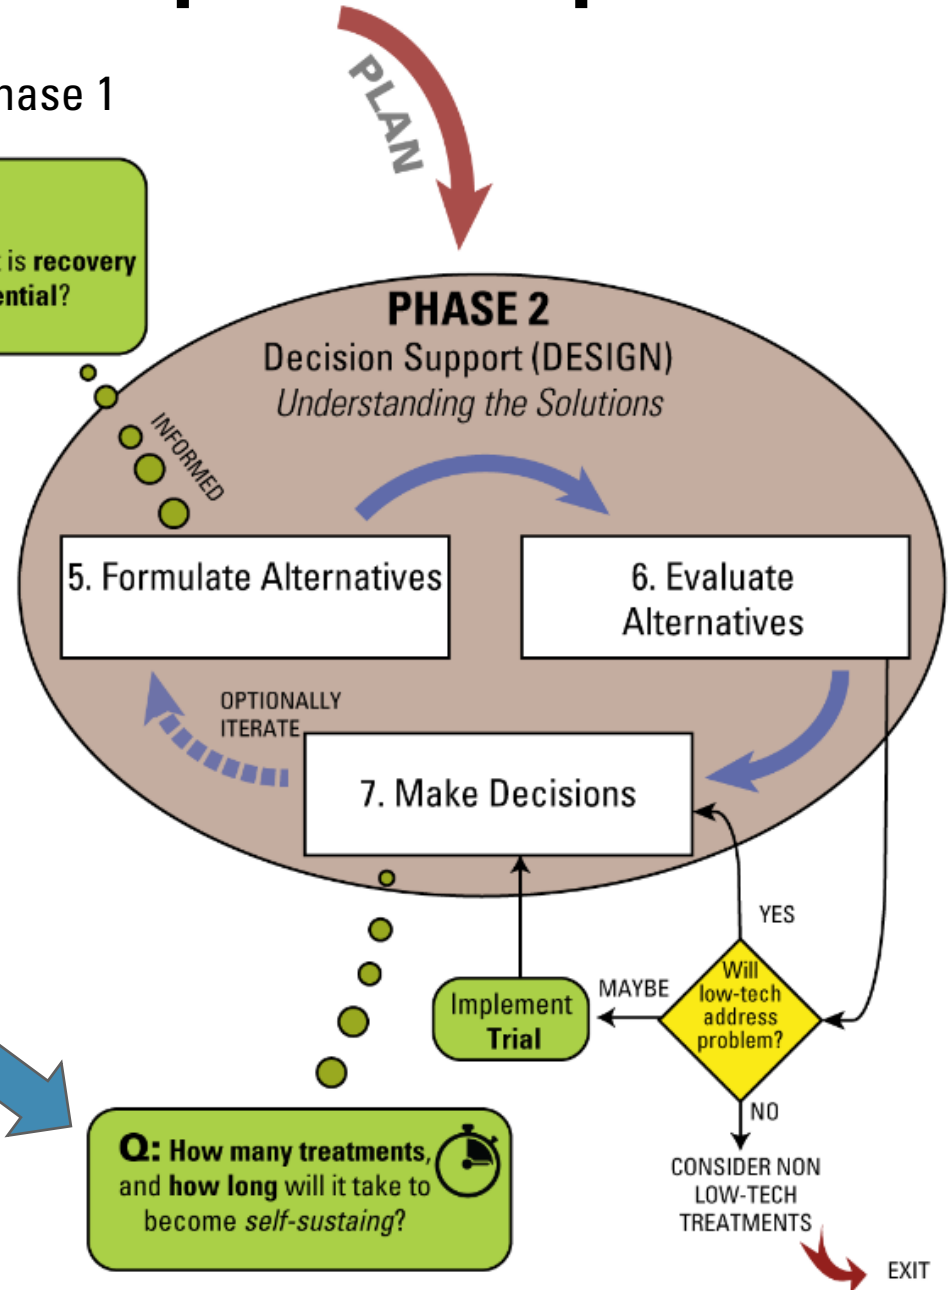 PLAN
hase 1
is recovery
ential?
PHASE 2
Decision Support (DESIGN)
Understanding the Solutions
INFORMED
5. Formulate Alternatives
6. Evaluate
Alternatives
OPTIONALLY
ITERATE
7. Make Decisions
YES
Will
low-tech
address
problem?
MAYBE
Implement
Trial
NO
CONSIDER NON
LOW-TECH
TREATMENTS
EXIT
Q: How many treatments,
and how long will it take to
become self-sustaing?